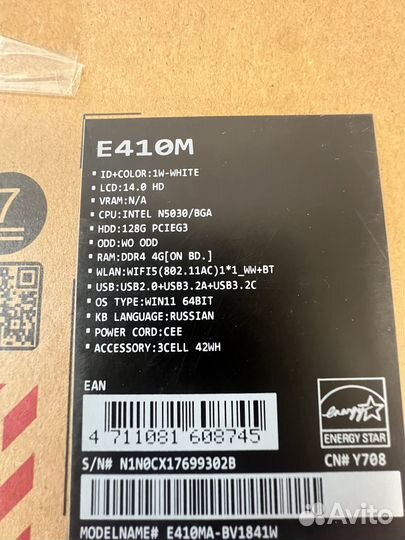 7
E410M
▪ ID+COLOR:1W-WHITE
▪ LCD:14.0 HD
▪ VRAM:N/A
▪ CPU:INTEL N5030/BGA
▪ HDD:128G PCIEG3
▪ ODD:WO ODD
▪ RAM:DDR4 4G[ON BD.]
▪ WLAN:WIFI5(802.11AC)1*1_WW+BT
▪ USB:USB2.0+USB3.2A+USB3.2C
▪ OS TYPE:WIN11 64BIT
▪ KB LANGUAGE:RUSSIAN
▪ POWER CORD:CEE
▪ ACCESSORY:3CELL 42WH
EAN
4 711081 608745
energy
ENERGY STAR
S/N# N1N0CX17699302B
CN# Y708
MODELNAME# E410MA-BV1841W
Avito